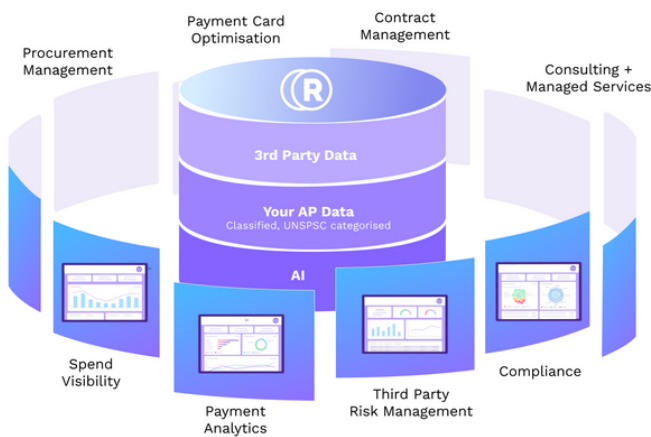 Payment Card
Optimisation
Contract
Management
Procurement
Management
Consulting +
Managed Services
R
3rd Party Data
Your AP Data
Classified, UNSPSC categorised
AI
Spend
Visibility
Payment
Analytics
Third Party
Risk Management
Compliance